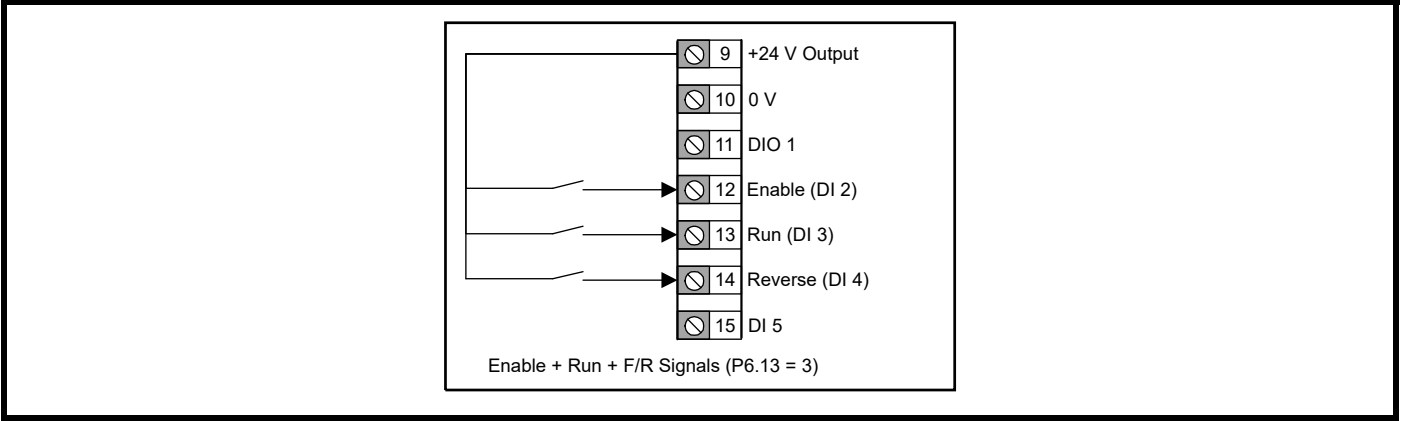 9 +24 V Output
10 0 V
11 DIO 1
12 Enable (DI 2)
13 Run (DI 3)
14 Reverse (DI 4)
15 DI 5
Enable + Run + F/R Signals (P6.13 = 3)